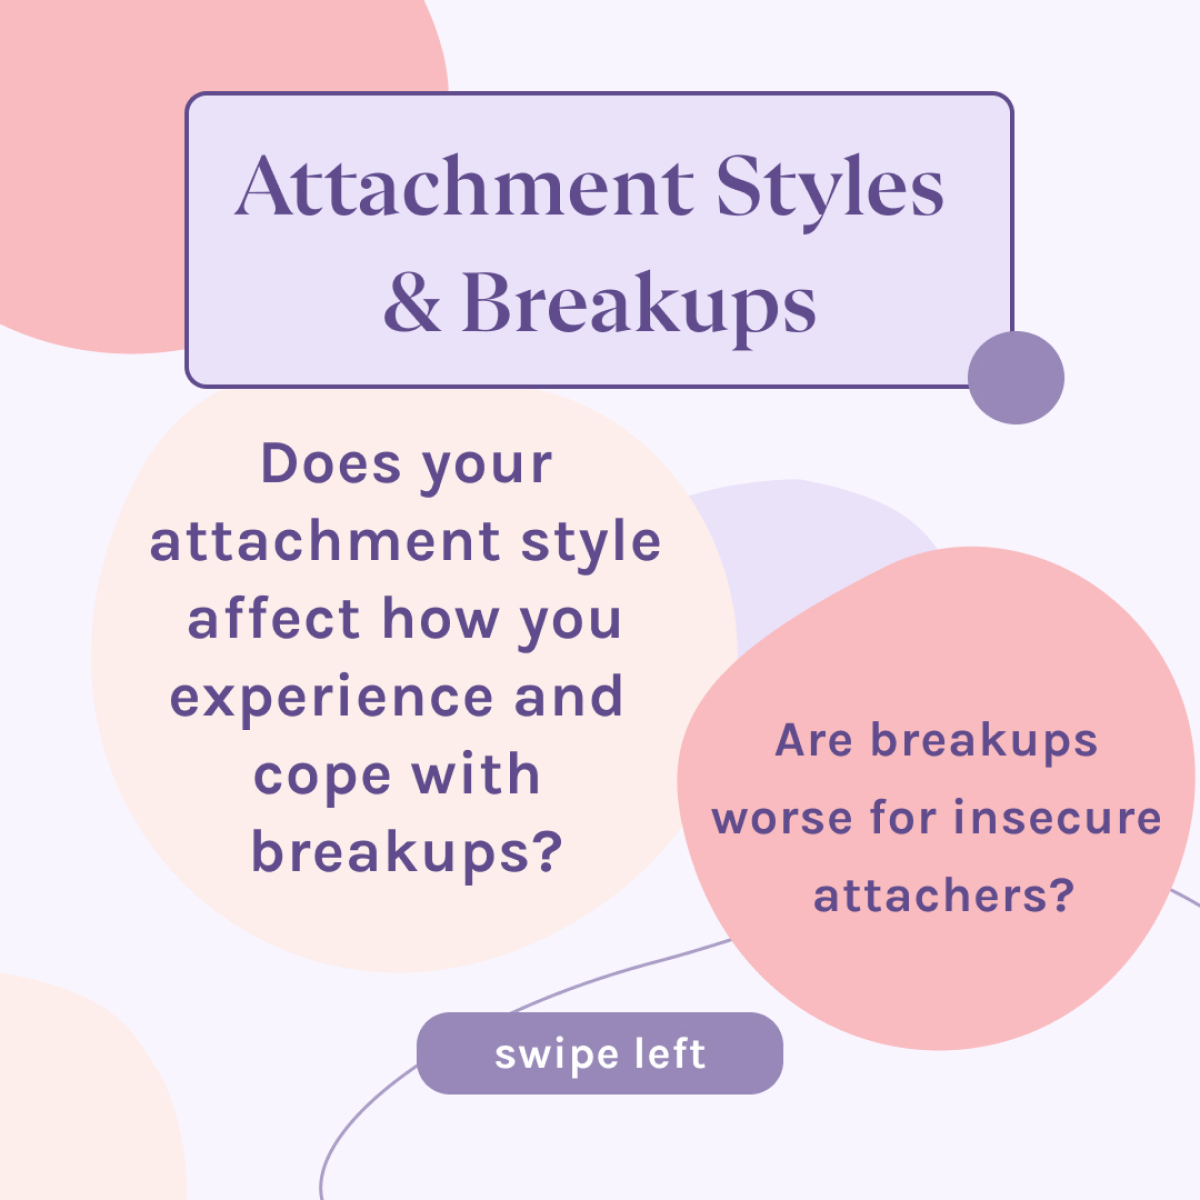 Attachment Styles
& Breakups
Does your
attachment style
affect how you
experience and
cope with
breakups?
Are breakups
worse for insecure
attachers?
swipe left